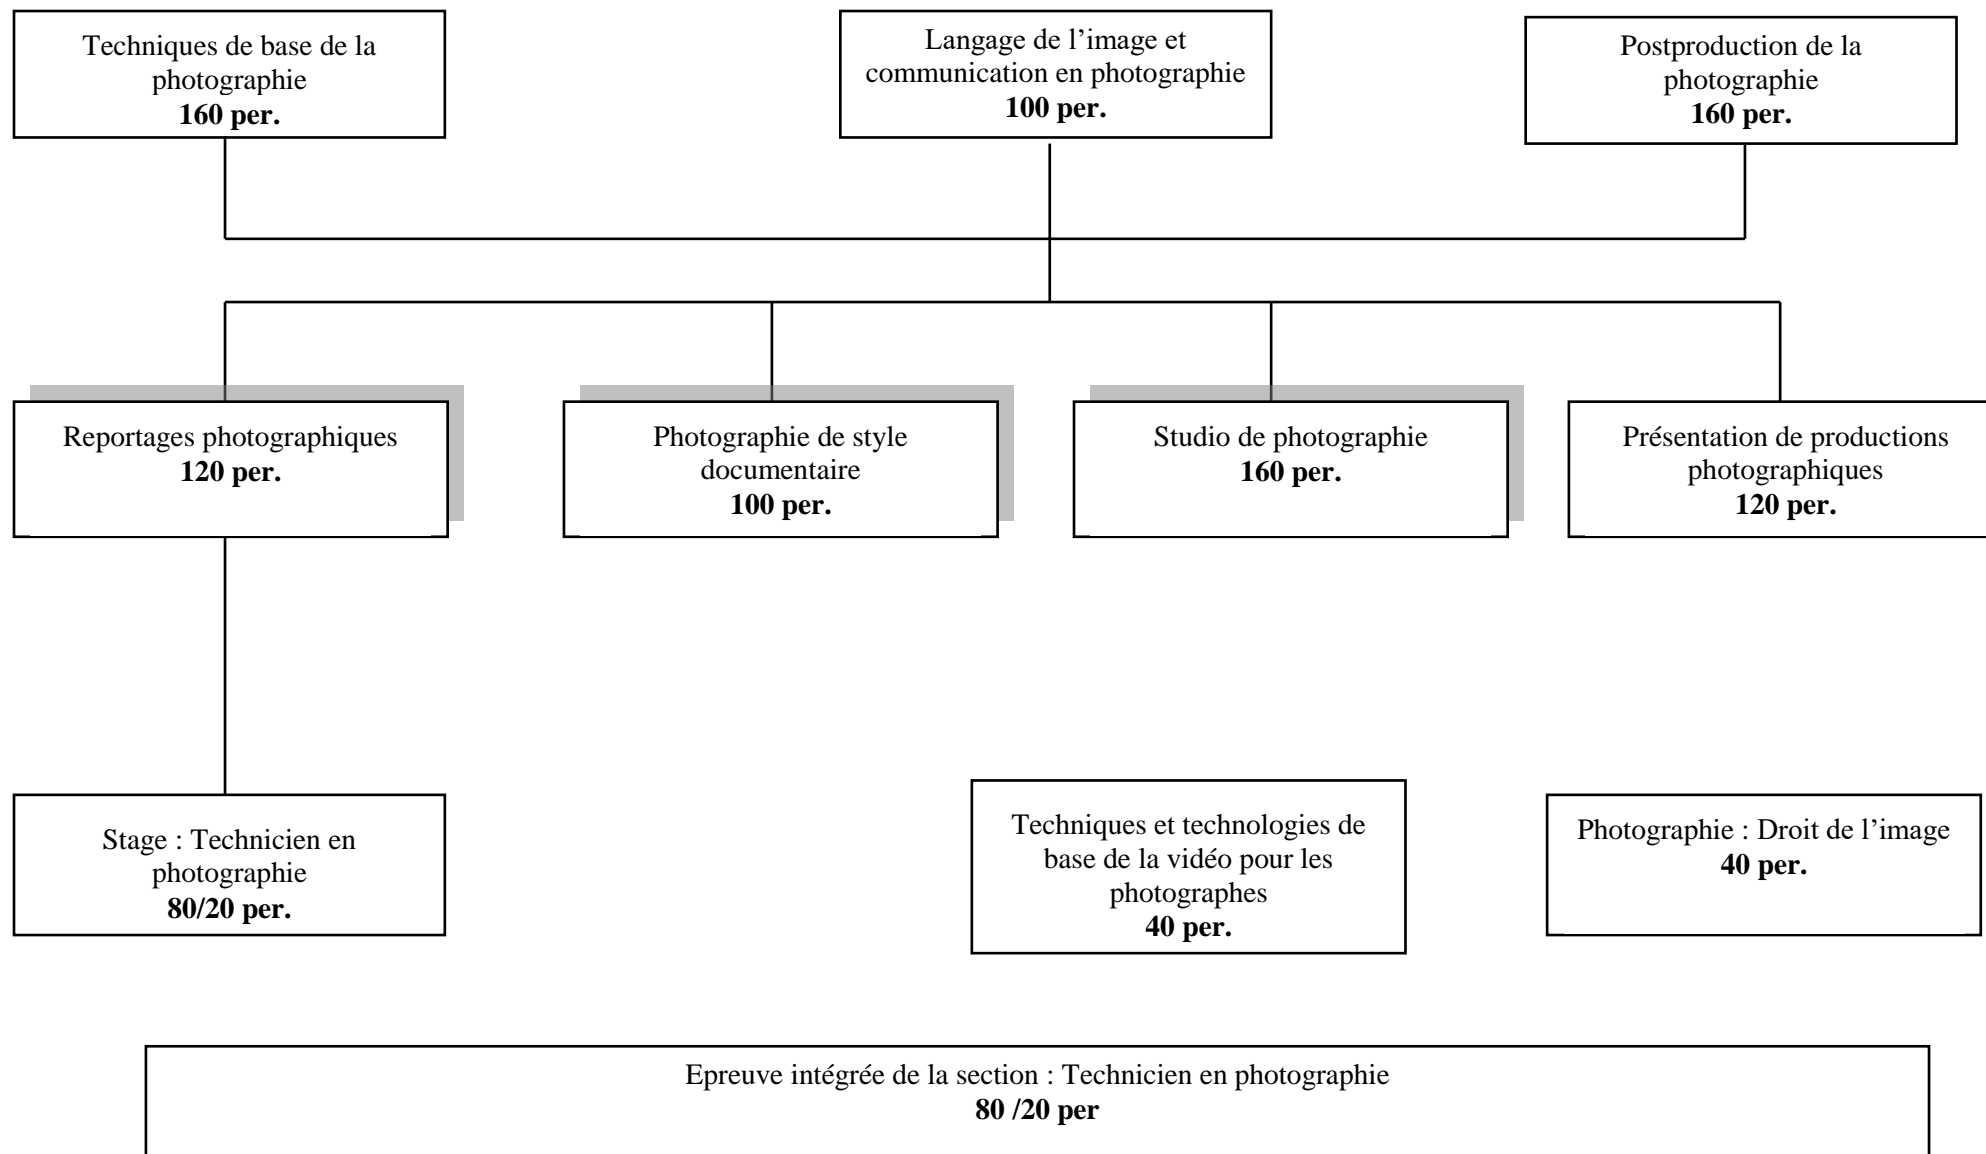 Techniques de base de la
photographie
160 per.
Langage de l’image et
communication en photographie
100 per.
Postproduction de la
photographie
160 per.
Reportages photographiques
120 per.
Photographie de style
documentaire
100 per.
Studio de photographie
160 per.
Présentation de productions
photographiques
120 per.
Stage : Technicien en
photographie
80/20 per.
Techniques et technologies de
base de la vidéo pour les
photographes
40 per.
Photographie : Droit de l’image
40 per.
Epreuve intégrée de la section : Technicien en photographie
80 /20 per